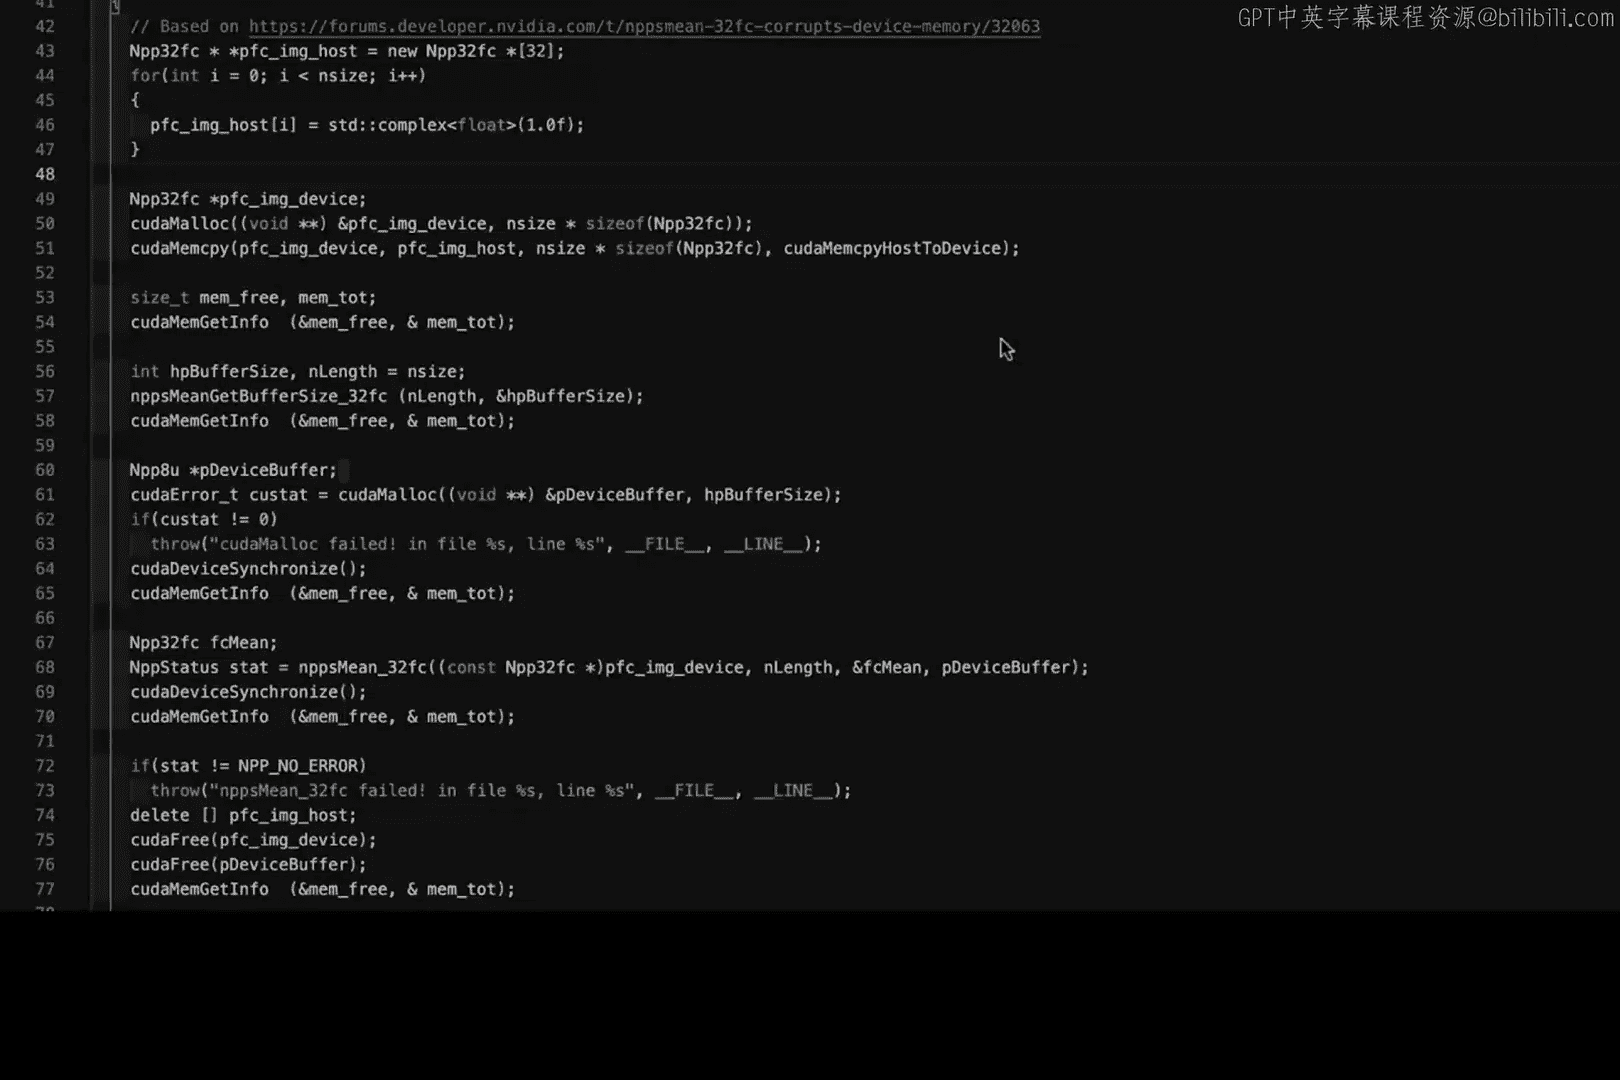 GPT中英字幕课程资源@bilibili.com
41 {
42 // Based on https://forums.developer.nvidia.com/t/nppsmean-32fc-corrupts-device-memory/32063
43 Npp32fc * *pfc_img_host = new Npp32fc *[32];
44 for(int i = 0; i < nsize; i++)
45 {
46 pfc_img_host[i] = std::complex<float>(1.0f);
47 }
48
49 Npp32fc *pfc_img_device;
50 cudaMalloc((void **) &pfc_img_device, nsize * sizeof(Npp32fc));
51 cudaMemcpy(pfc_img_device, pfc_img_host, nsize * sizeof(Npp32fc), cudaMemcpyHostToDevice);
52
53 size_t mem_free, mem_tot;
54 cudaMemGetInfo (&mem_free, & mem_tot);
55
56 int hpBufferSize, nLength = nsize;
57 nppsMeanGetBufferSize_32fc (nLength, &hpBufferSize);
58 cudaMemGetInfo (&mem_free, & mem_tot);
59
60 Npp8u *pDeviceBuffer;
61 cudaError_t custat = cudaMalloc((void **) &pDeviceBuffer, hpBufferSize);
62 if(custat != 0)
63 throw("cudaMalloc failed! in file %s, line %s", __FILE__, __LINE__);
64 cudaDeviceSynchronize();
65 cudaMemGetInfo (&mem_free, & mem_tot);
66
67 Npp32fc fcMean;
68 NppStatus stat = nppsMean_32fc((const Npp32fc *)pfc_img_device, nLength, &fcMean, pDeviceBuffer);
69 cudaDeviceSynchronize();
70 cudaMemGetInfo (&mem_free, & mem_tot);
71
72 if(stat != NPP_NO_ERROR)
73 throw("nppsMean_32fc failed! in file %s, line %s", __FILE__, __LINE__);
74 delete [] pfc_img_host;
75 cudaFree(pfc_img_device);
76 cudaFree(pDeviceBuffer);
77 cudaMemGetInfo (&mem_free, & mem_tot);